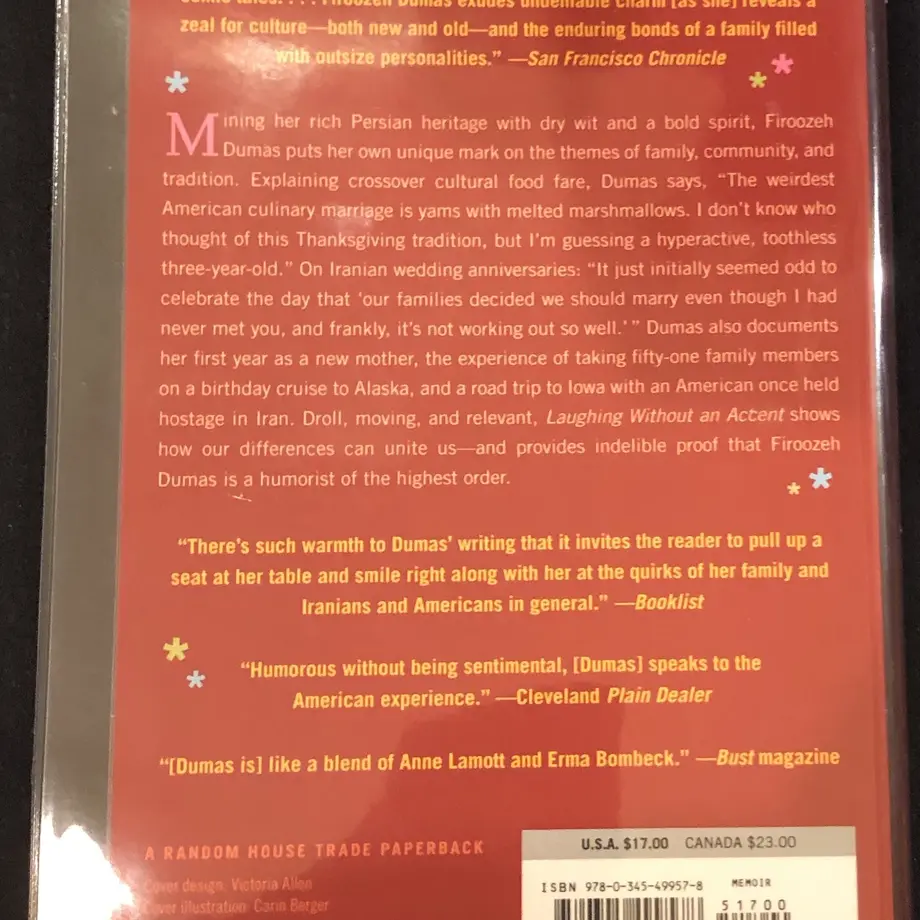 zeal for culture—both new and old—and the enduring bonds of a family filled
with outsize personalities.” —San Francisco Chronicle
Mining her rich Persian heritage with dry wit and a bold spirit, Firoozeh
Dumas puts her own unique mark on the themes of family, community, and
tradition. Explaining crossover cultural food fare, Dumas says, “The weirdest
American culinary marriage is yams with melted marshmallows. I don’t know who
thought of this Thanksgiving tradition, but I’m guessing a hyperactive, toothless
three-year-old.” On Iranian wedding anniversaries: “It just initially seemed odd to
celebrate the day that ‘our families decided we should marry even though I had
never met you, and frankly, it’s not working out so well.’ ” Dumas also documents
her first year as a new mother, the experience of taking fifty-one family members
on a birthday cruise to Alaska, and a road trip to Iowa with an American once held
hostage in Iran. Droll, moving, and relevant, Laughing Without an Accent shows
how our differences can unite us—and provides indelible proof that Firoozeh
Dumas is a humorist of the highest order.
“There’s such warmth to Dumas’ writing that it invites the reader to pull up a
seat at her table and smile right along with her at the quirks of her family and
Iranians and Americans in general.” —Booklist
“Humorous without being sentimental, [Dumas] speaks to the
American experience.” —Cleveland Plain Dealer
“[Dumas is] like a blend of Anne Lamott and Erma Bombeck.” —Bust magazine
A RANDOM HOUSE TRADE PAPERBACK
Cover design: Victoria Allen
Cover illustration: Carin Berger
U.S.A. $17.00 CANADA $23.00
ISBN 978-0-345-49957-8
MEMOIR
51700